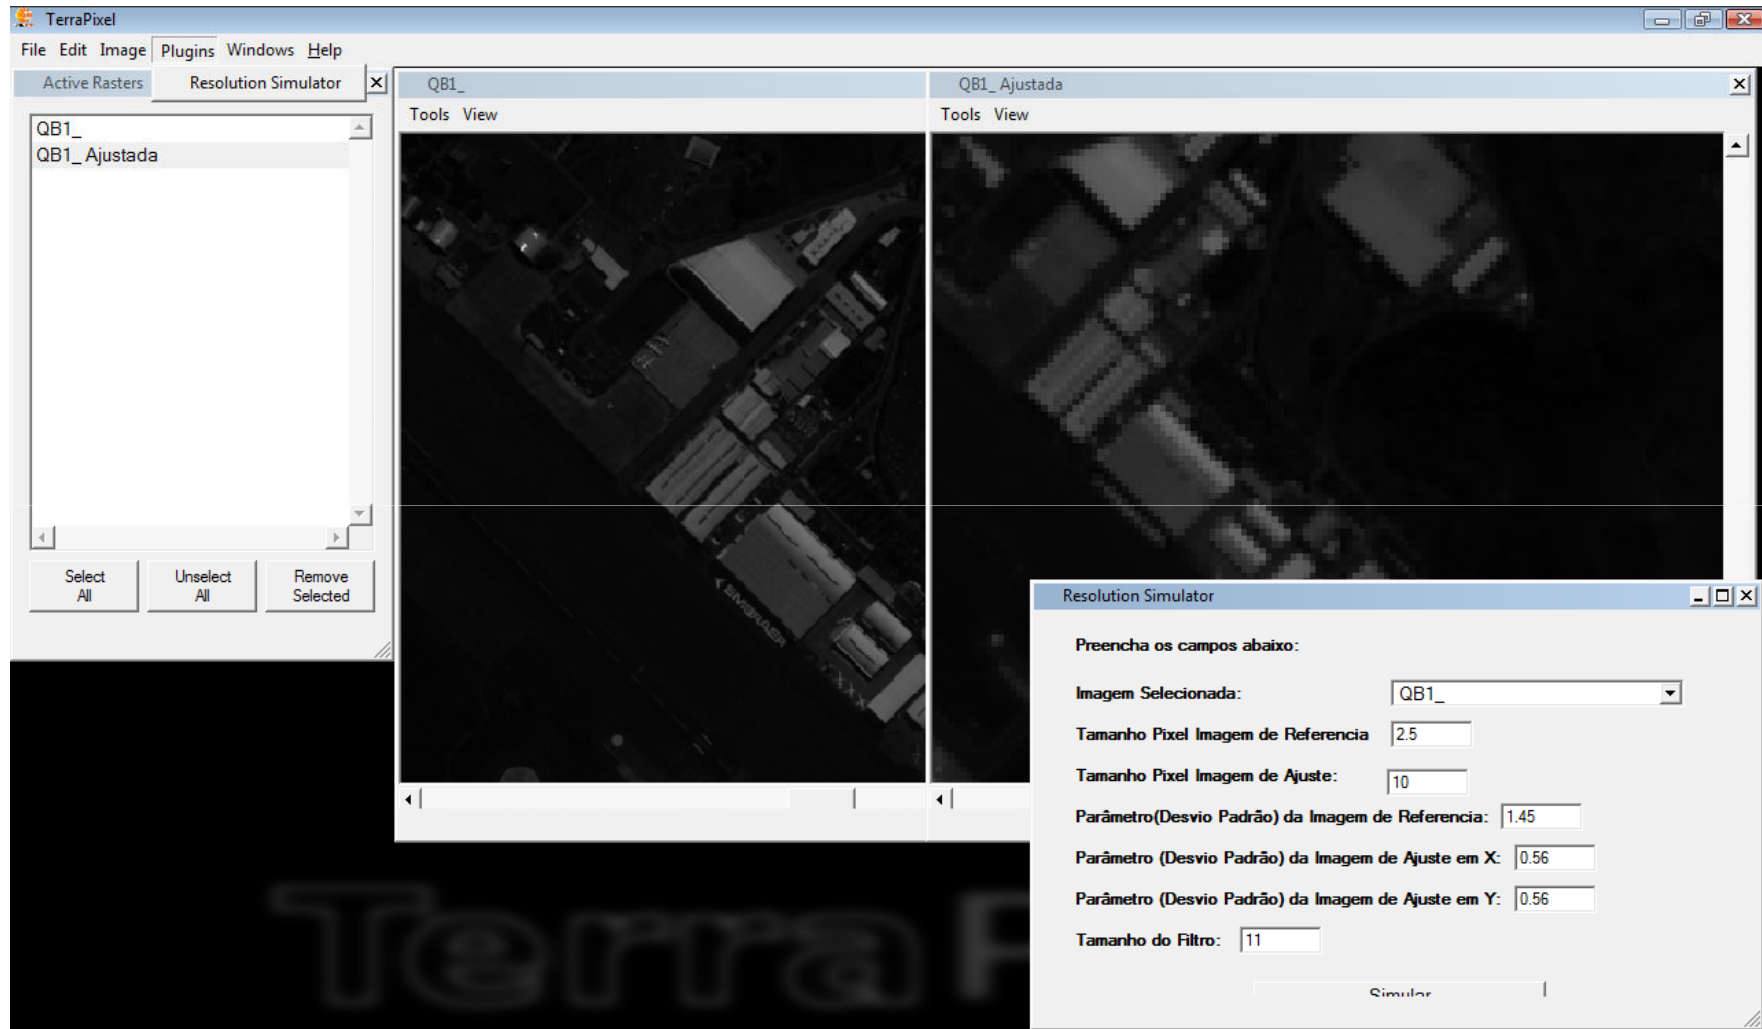 TerraPixel
File Edit Image Plugins Windows Help
Active Rasters
Resolution Simulator
QB1_
QB1_ Ajustada
Select All
Unselect All
Remove Selected
QB1_
Tools View
EMBRAER
QB1_ Ajustada
Tools View
Resolution Simulator
Preencha os campos abaixo:
Imagem Selecionada: QB1_
Tamanho Pixel Imagem de Referencia 2.5
Tamanho Pixel Imagem de Ajuste: 10
Parâmetro(Desvio Padrão) da Imagem de Referencia: 1.45
Parâmetro (Desvio Padrão) da Imagem de Ajuste em X: 0.56
Parâmetro (Desvio Padrão) da Imagem de Ajuste em Y: 0.56
Tamanho do Filtro: 11
Simular
Terra P